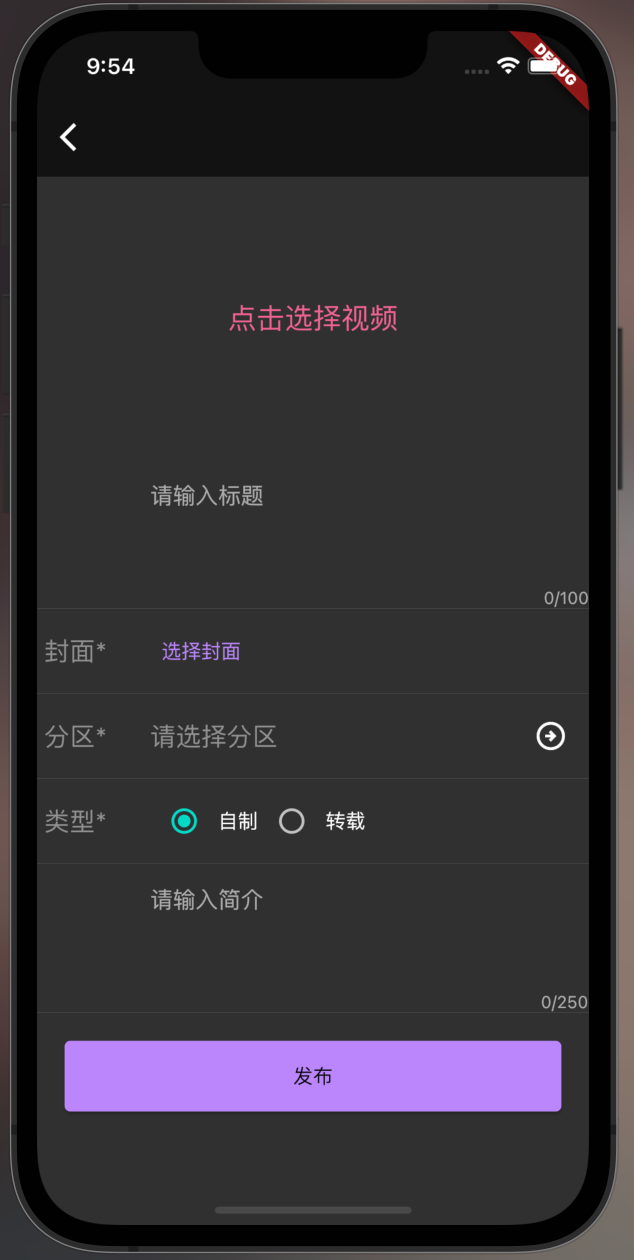 9:54
DEBUG
点击选择视频
请输入标题
0/100
封面* 选择封面
分区* 请选择分区
类型* 自制 转载
请输入简介
0/250
发布